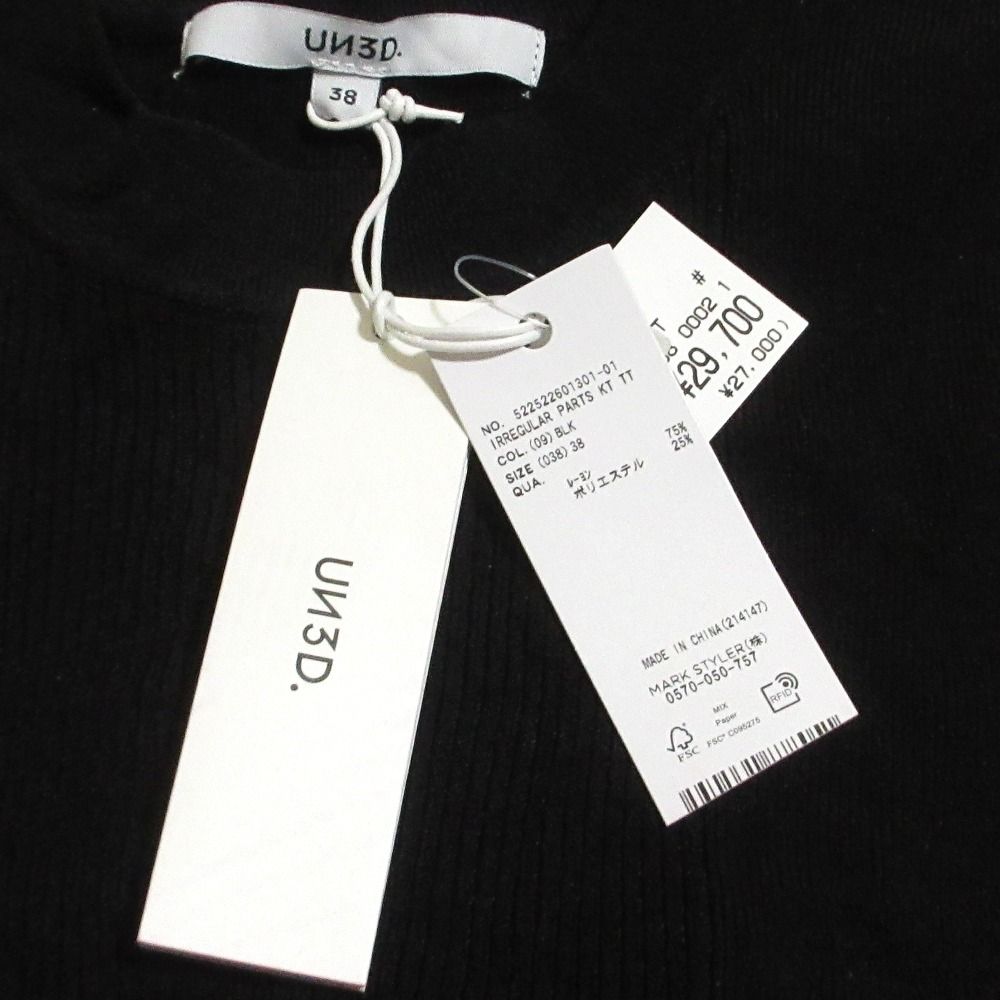 UN3D.
38
#
T
0002 1
¥29,700
¥27,000)
NO. 522522601301-01
IRREGULAR PARTS KT TT
COL.(09)BLK
SIZE (038)38
QUA. レーヨン 75%
ポリエステル 25%
UN3D.
MADE IN CHINA(214147)
MARK STYLER(株)
0570-050-757
MIX
Paper
FSC FSC® C095275
RFID